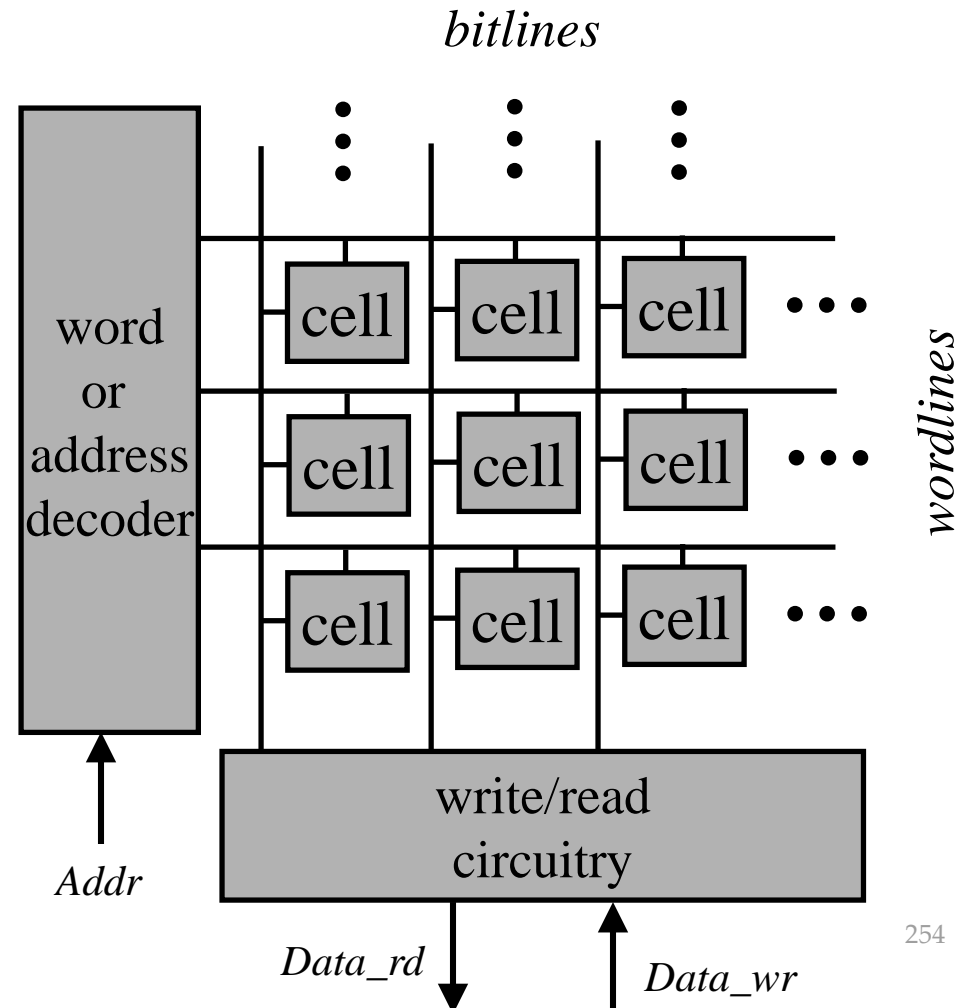 bitlines
word
or
address
decoder
cell cell cell
cell cell cell
cell cell cell
wordlines
write/read
circuitry
Addr
Data_rd
Data_wr
254